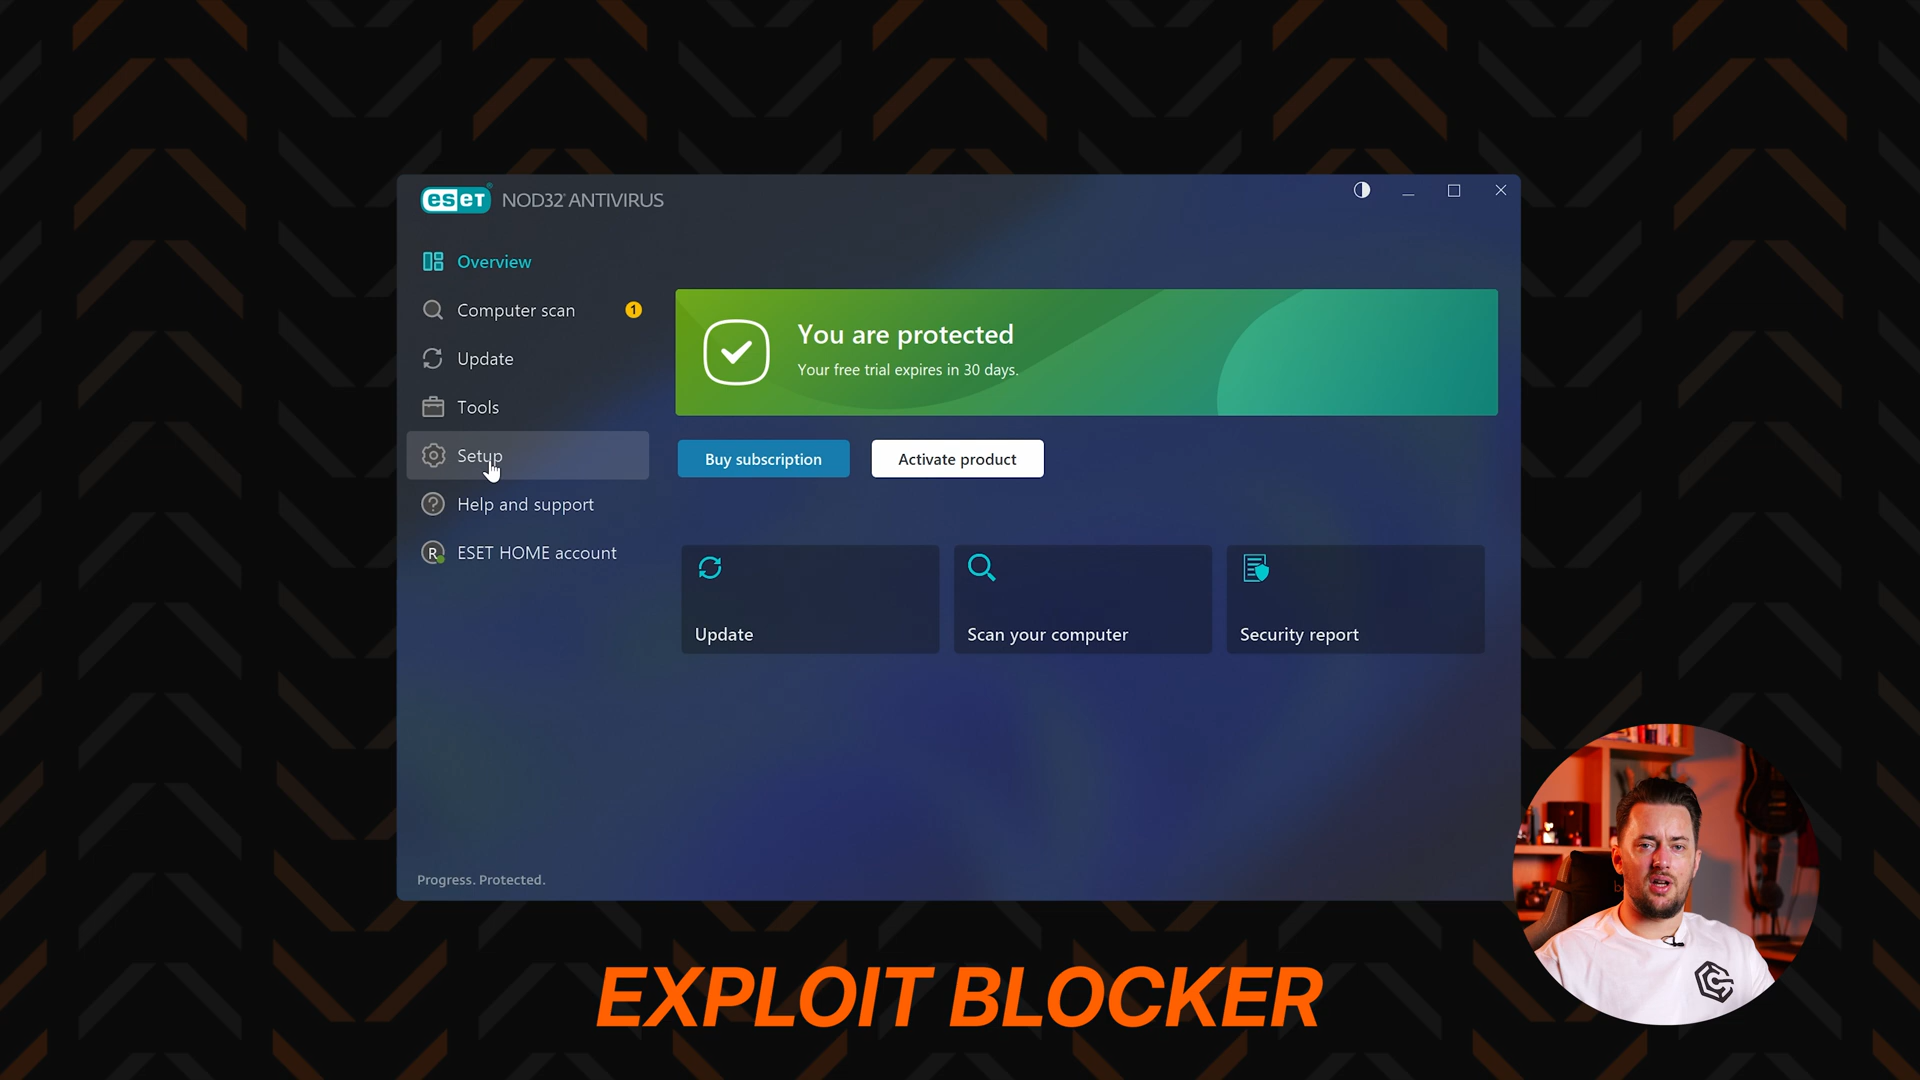 eset NOD32® ANTIVIRUS
Overview
Computer scan 1
Update
Tools
Setup
Help and support
R ESET HOME account
You are protected
Your free trial expires in 30 days.
Buy subscription
Activate product
Update
Scan your computer
Security report
Progress. Protected.
EXPLOIT BLOCKER